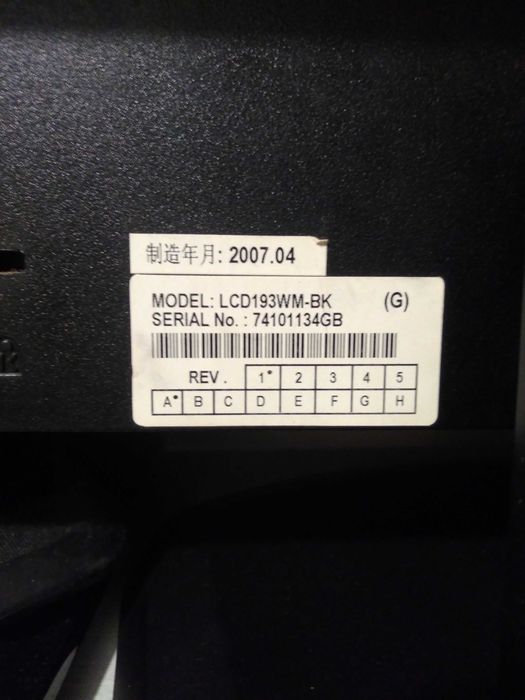 制造年月: 2007.04
MODEL: LCD193WM-BK (G)
SERIAL No. : 74101134GB
REV. 1• 2 3 4 5
A• B C D E F G H